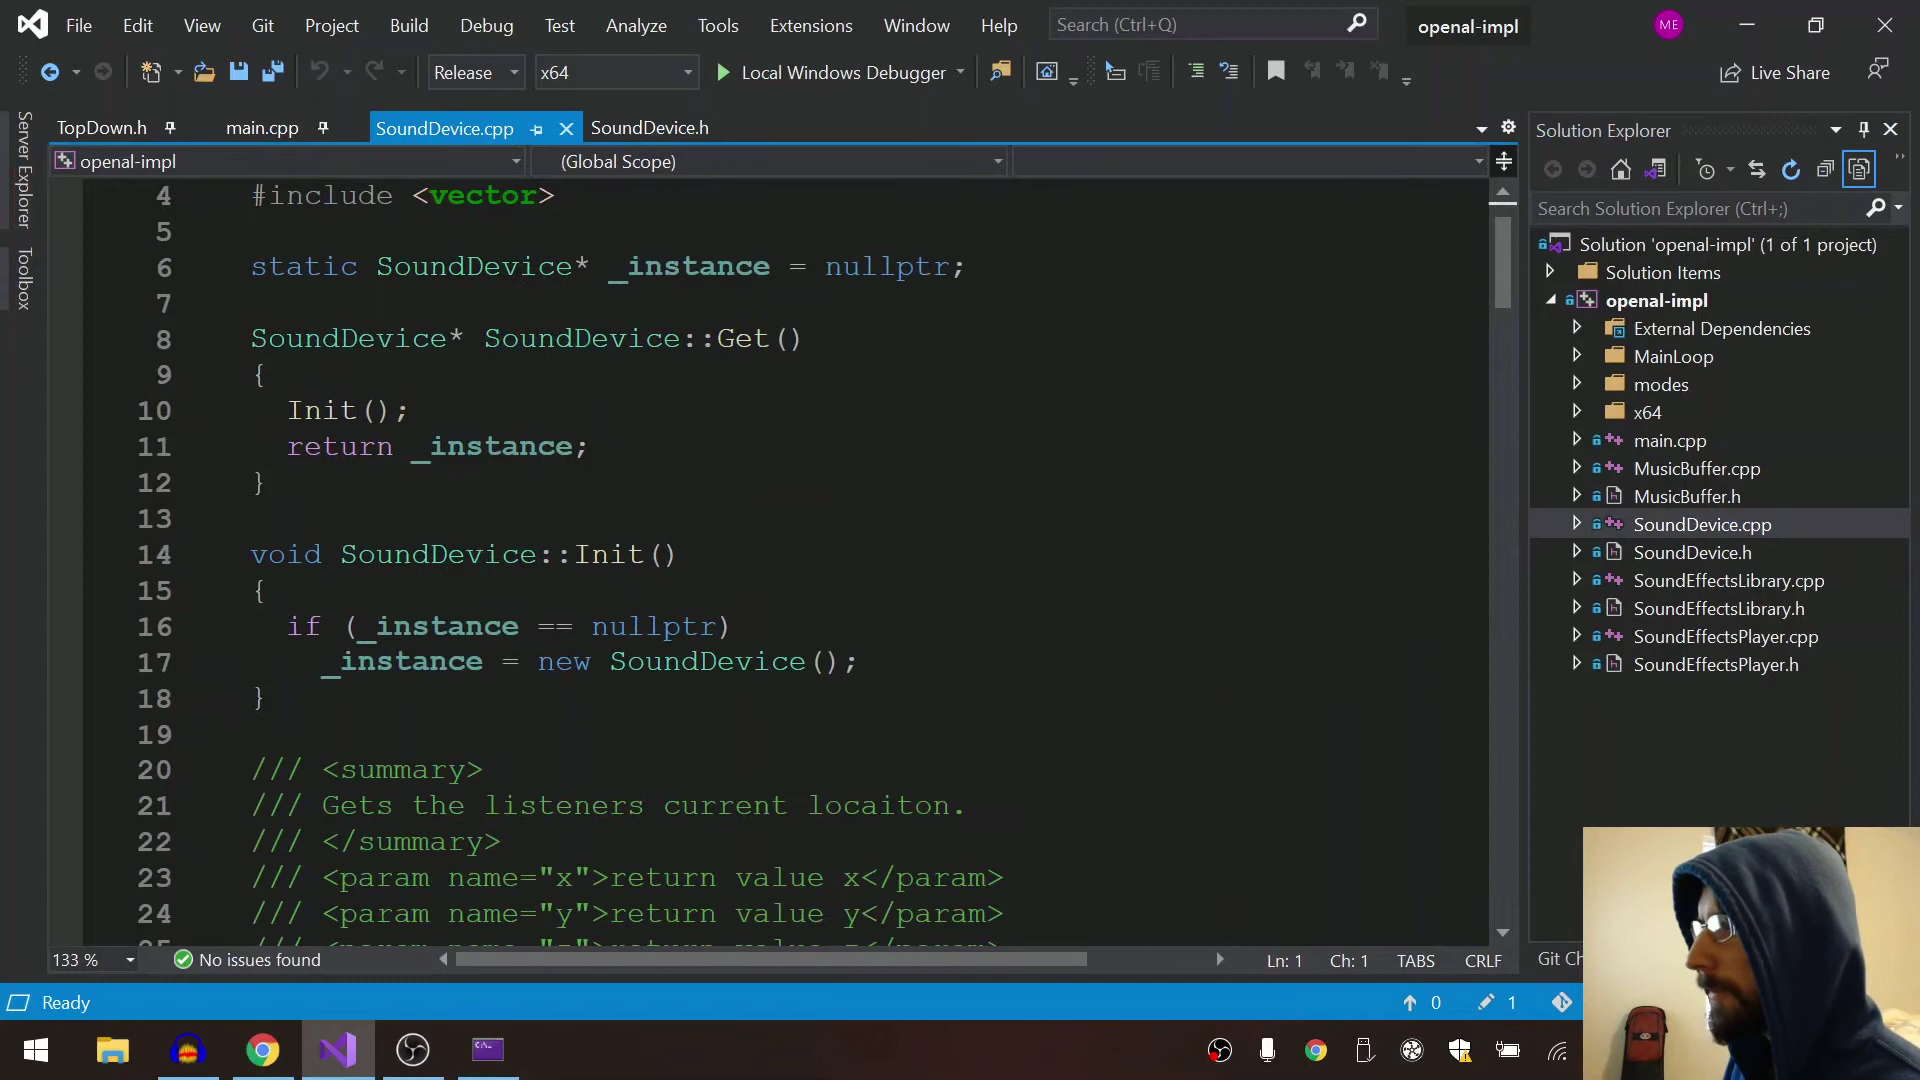 File Edit View Git Project Build Debug Test Analyze Tools Extensions Window Help Search (Ctrl+Q) openal-impl ME
Release x64 Local Windows Debugger Live Share
Server Explorer
Toolbox
TopDown.h main.cpp SoundDevice.cpp SoundDevice.h
openal-impl (Global Scope)
4 #include <vector>
5
6 static SoundDevice* _instance = nullptr;
7
8 SoundDevice* SoundDevice::Get()
9 {
10 Init();
11 return _instance;
12 }
13
14 void SoundDevice::Init()
15 {
16 if (_instance == nullptr)
17 _instance = new SoundDevice();
18 }
19
20 /// <summary>
21 /// Gets the listeners current locaiton.
22 /// </summary>
23 /// <param name="x">return value x</param>
24 /// <param name="y">return value y</param>
133 % No issues found Ln: 1 Ch: 1 TABS CRLF
Solution Explorer
Search Solution Explorer (Ctrl+;)
Solution 'openal-impl' (1 of 1 project)
Solution Items
openal-impl
External Dependencies
MainLoop
modes
x64
main.cpp
MusicBuffer.cpp
MusicBuffer.h
SoundDevice.cpp
SoundDevice.h
SoundEffectsLibrary.cpp
SoundEffectsLibrary.h
SoundEffectsPlayer.cpp
SoundEffectsPlayer.h
Ready 0 1